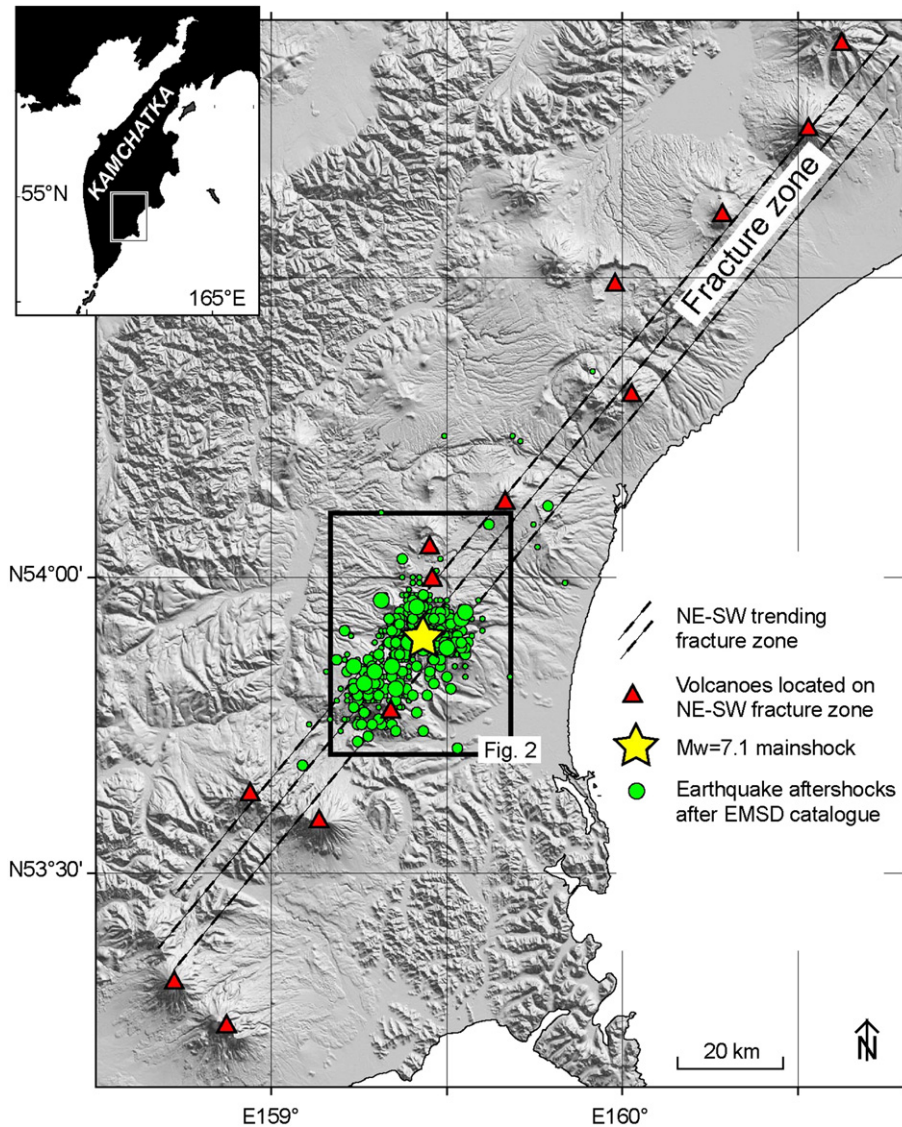 KAMCHATKA
55°N
165°E
Fracture zone
N54°00'
NE-SW trending
fracture zone
Volcanoes located on
NE-SW fracture zone
Mw=7.1 mainshock
Fig. 2
Earthquake aftershocks
after EMSD catalogue
N53°30'
20 km
N
E159°
E160°